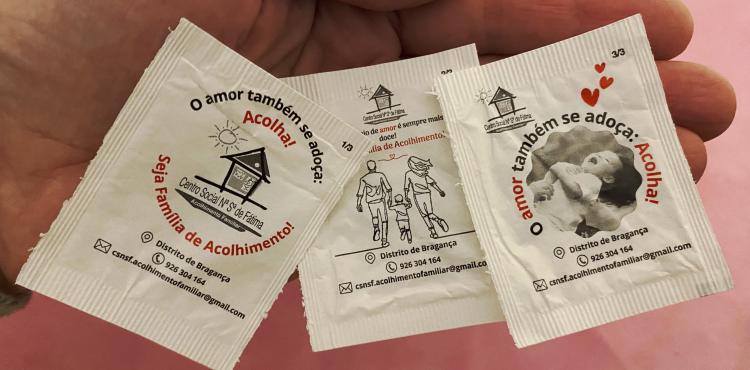 O amor também se adoça:
Acolha!
1/3
Centro Social Nª Sª de Fátima
Acolhimento Familiar
Seja Família de Acolhimento!
Distrito de Bragança
926 304 164
csnsf.acolhimentofamiliar@gmail.com
Centro Social Nª Sª de Fátima
de amor é sempre mais
doce!
de Acolhimento!
Distrito de Bragança
926 304 164
csnsf.acolhimentofamiliar@gmail.co
3/3
Centro Social Nª Sª de Fátima
O amor também se adoça: Acolha!
Distrito de Bragança
926 304 164
csnsf.acolhimentofamiliar@gmail.com